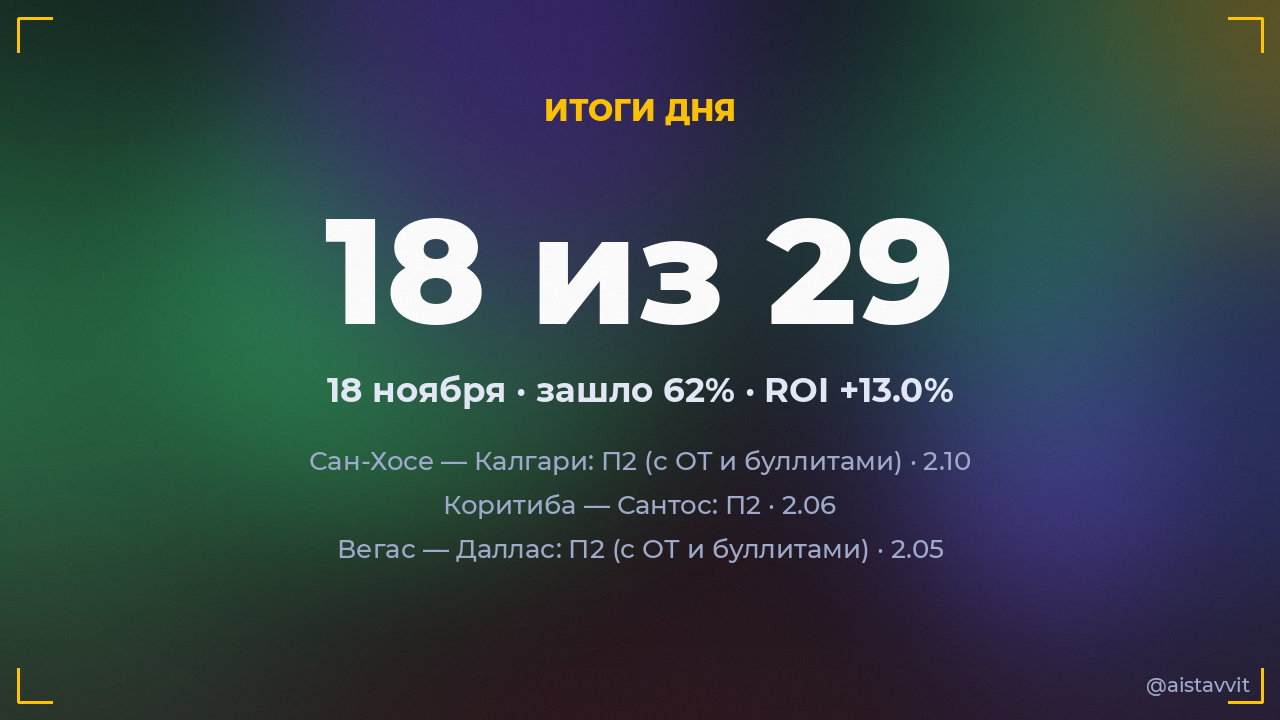 ИТОГИ ДНЯ
18 из 29
18 ноября · зашло 62% · ROI +13.0%
Сан-Хосе — Калгари: П2 (с ОТ и буллитами) · 2.10
Коритиба — Сантос: П2 · 2.06
Вегас — Даллас: П2 (с ОТ и буллитами) · 2.05
@aistavvit